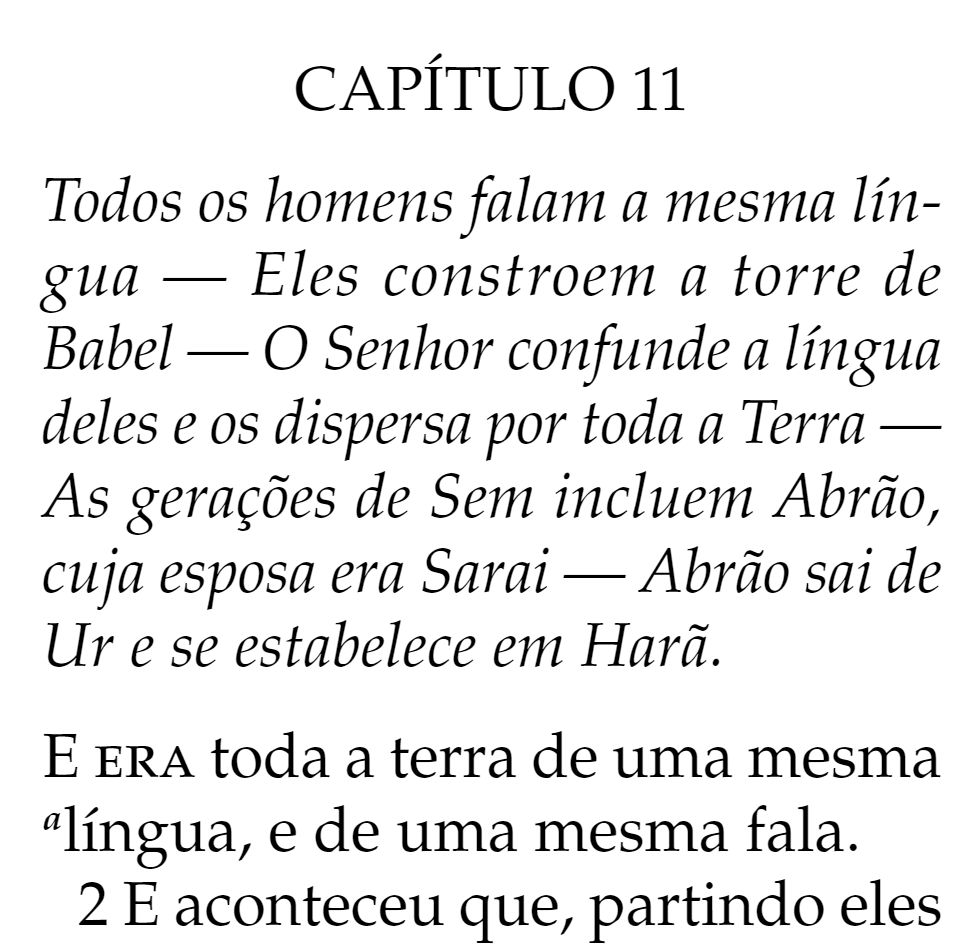 CAPÍTULO 11
Todos os homens falam a mesma lín-
gua — Eles constroem a torre de
Babel — O Senhor confunde a língua
deles e os dispersa por toda a Terra —
As gerações de Sem incluem Abrão,
cuja esposa era Sarai — Abrão sai de
Ur e se estabelece em Harã.
E ERA toda a terra de uma mesma
ªlíngua, e de uma mesma fala.
2 E aconteceu que, partindo eles